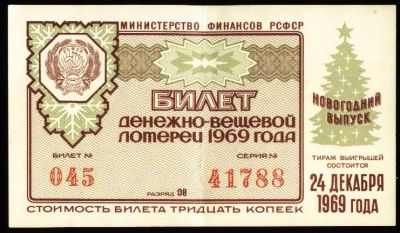 МИНИСТЕРСТВО ФИНАНСОВ РСФСР
БИЛЕТ
ДЕНЕЖНО-ВЕЩЕВОЙ
ЛОТЕРЕИ 1969 ГОДА
БИЛЕТ № СЕРИЯ №
045 41788
РАЗРЯД 08
СТОИМОСТЬ БИЛЕТА ТРИДЦАТЬ КОПЕЕК
НОВОГОДНИЙ
ВЫПУСК
ТИРАЖ ВЫИГРЫШЕЙ
СОСТОИТСЯ
24 ДЕКАБРЯ
1969 ГОДА